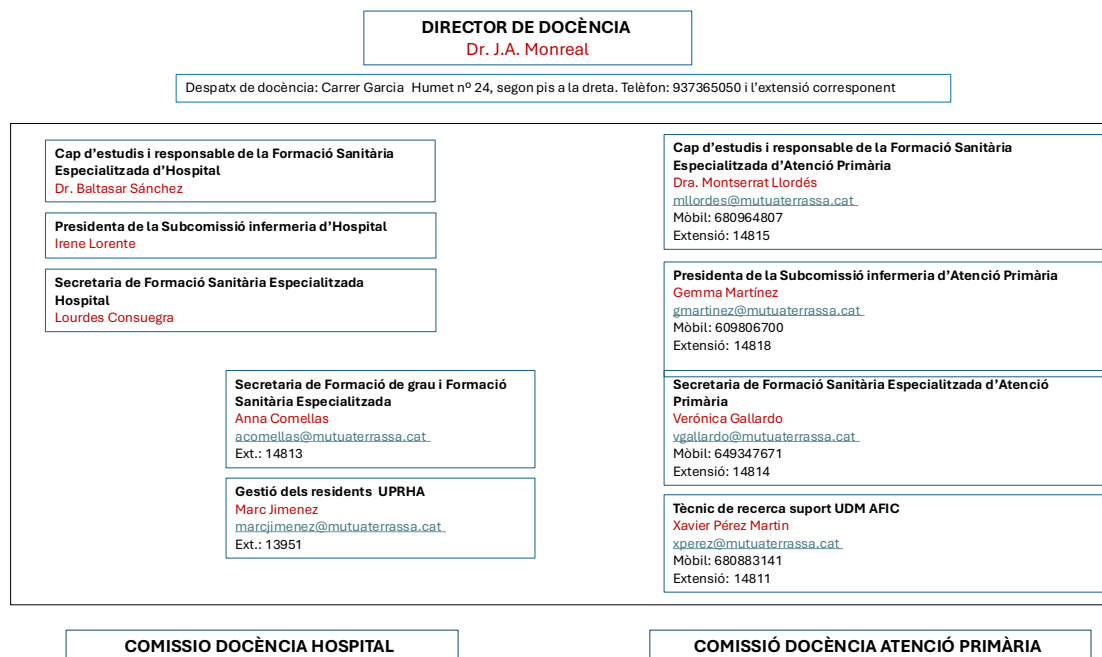 DIRECTOR DE DOCÈNCIA
Dr. J.A. Monreal
Despatx de docència: Carrer Garcia Humet nº 24, segon pis a la dreta. Telèfon: 937365050 i l'extensió corresponent
Cap d'estudis i responsable de la Formació Sanitària
Especialitzada d'Hospital
Dr. Baltasar Sánchez
Presidenta de la Subcomissió infermeria d'Hospital
Irene Lorente
Secretaria de Formació Sanitària Especialitzada
Hospital
Lourdes Consuegra
Secretaria de Formació de grau i Formació
Sanitària Especialitzada
Anna Comellas
acomellas@mutuaterrassa.cat
Ext.: 14813
Gestió dels residents UPRHA
Marc Jimenez
marcjimenez@mutuaterrassa.cat
Ext.: 13951
Cap d'estudis i responsable de la Formació Sanitària
Especialitzada d'Atenció Primària
Dra. Montserrat Llordés
mllordes@mutuaterrassa.cat
Mòbil: 680964807
Extensió: 14815
Presidenta de la Subcomissió infermeria d'Atenció Primària
Gemma Martínez
gmartinez@mutuaterrassa.cat
Mòbil: 609806700
Extensió: 14818
Secretaria de Formació Sanitària Especialitzada d'Atenció
Primària
Verónica Gallardo
vgallardo@mutuaterrassa.cat
Mòbil: 649347671
Extensió: 14814
Tècnic de recerca suport UDM AFIC
Xavier Pérez Martin
xperez@mutuaterrassa.cat
Mòbil: 680883141
Extensió: 14811
COMISSIO DOCÈNCIA HOSPITAL
COMISSIÓ DOCÈNCIA ATENCIÓ PRIMÀRIA